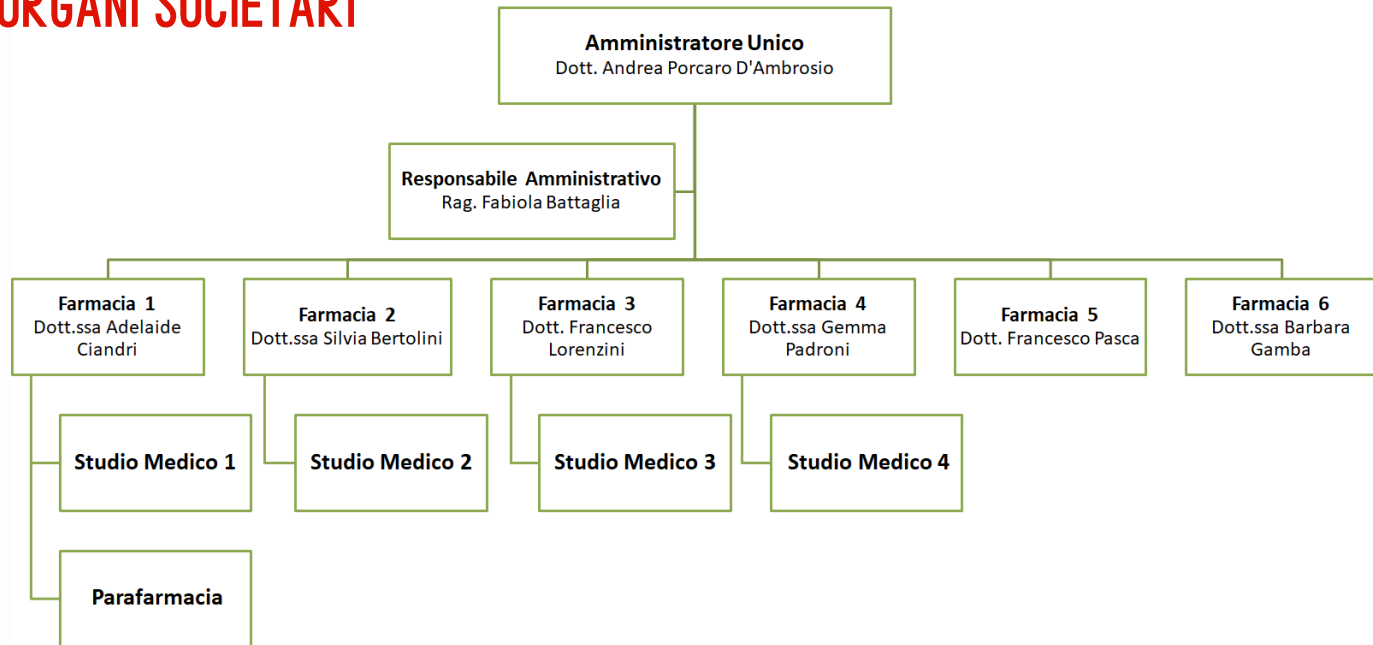 ORGANI SOCIETARI
Amministratore Unico
Dott. Andrea Porcaro D'Ambrosio
Responsabile Amministrativo
Rag. Fabiola Battaglia
Farmacia 1
Dott.ssa Adelaide
Ciandri
Farmacia 2
Dott.ssa Silvia Bertolini
Farmacia 3
Dott. Francesco
Lorenzini
Farmacia 4
Dott.ssa Gemma
Padroni
Farmacia 5
Dott. Francesco Pasca
Farmacia 6
Dott.ssa Barbara
Gamba
Studio Medico 1
Studio Medico 2
Studio Medico 3
Studio Medico 4
Parafarmacia